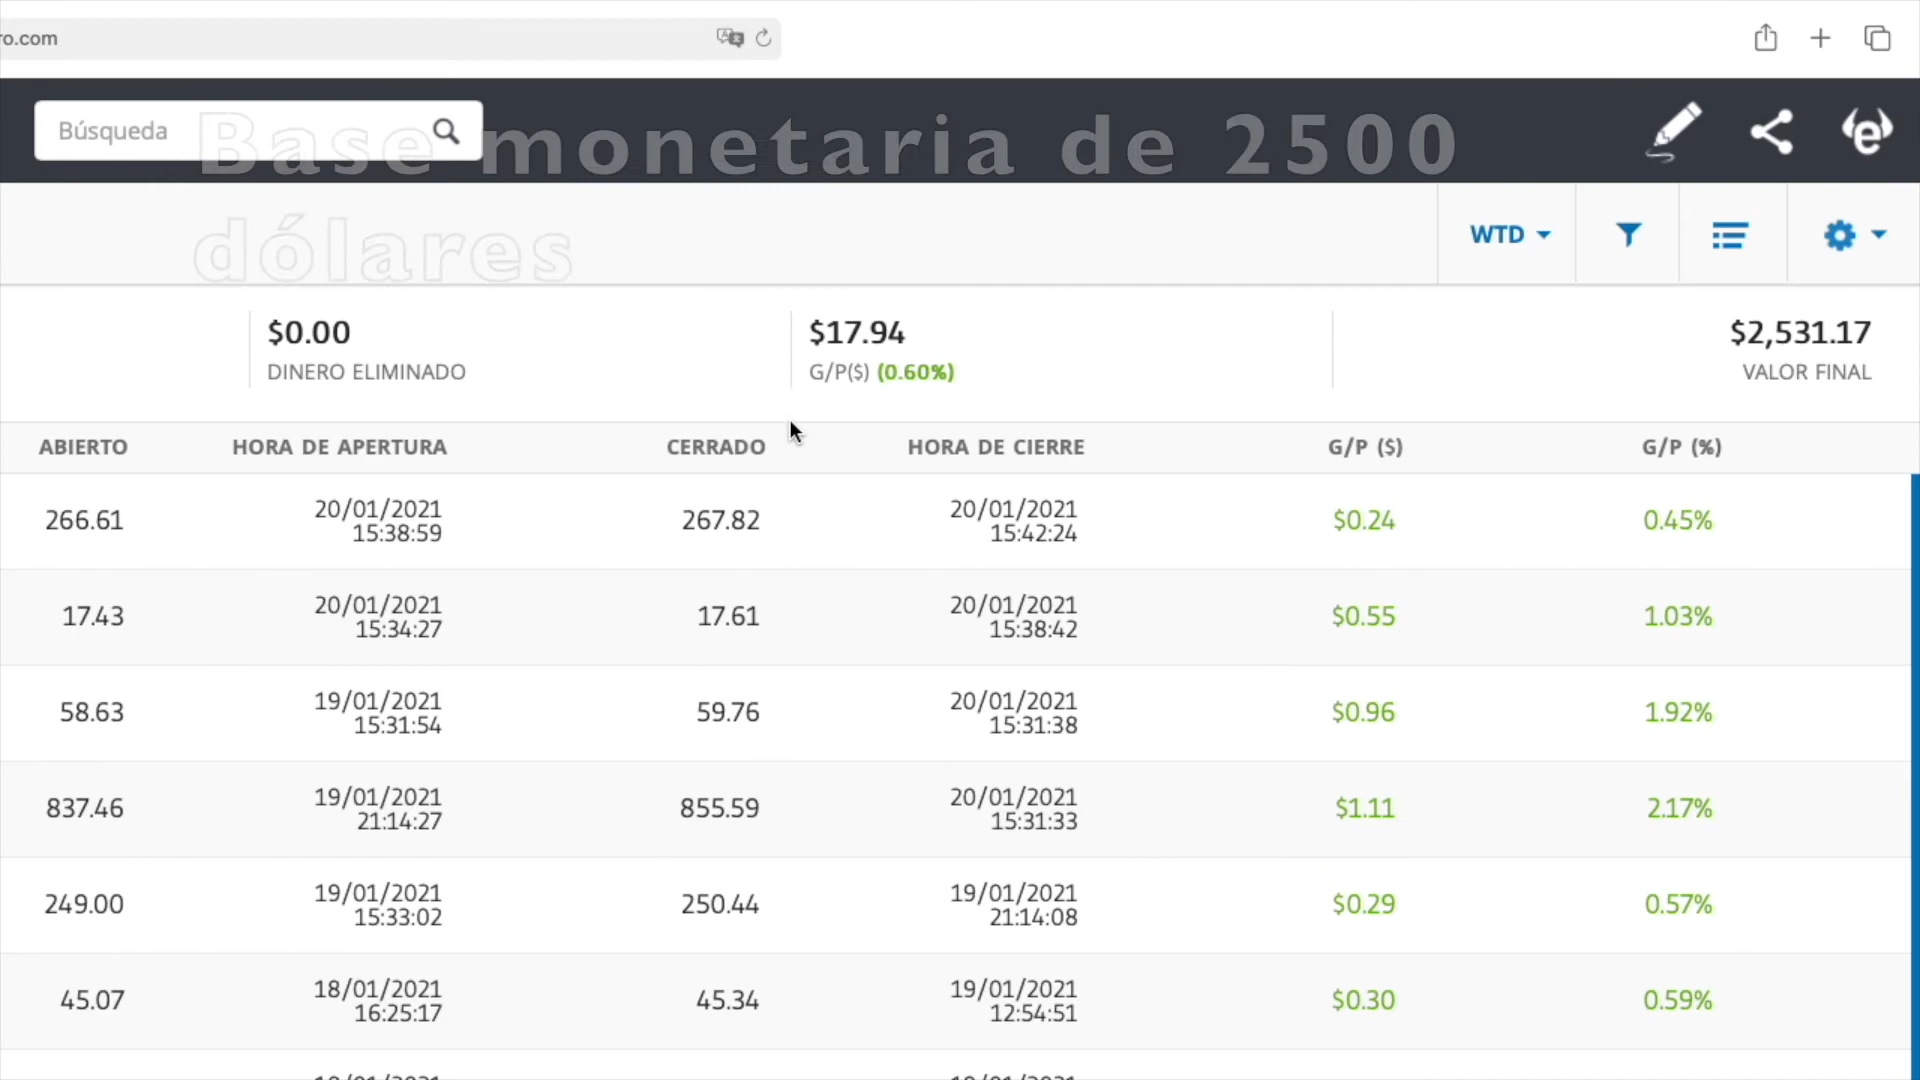 ro.com
Búsqueda
Base monetaria de 2500
dólares
WTD
$0.00
DINERO ELIMINADO
$17.94
G/P($) (0.60%)
$2,531.17
VALOR FINAL
ABIERTO HORA DE APERTURA CERRADO HORA DE CIERRE G/P ($) G/P (%)
266.61 20/01/2021 15:38:59 267.82 20/01/2021 15:42:24 $0.24 0.45%
17.43 20/01/2021 15:34:27 17.61 20/01/2021 15:38:42 $0.55 1.03%
58.63 19/01/2021 15:31:54 59.76 20/01/2021 15:31:38 $0.96 1.92%
837.46 19/01/2021 21:14:27 855.59 20/01/2021 15:31:33 $1.11 2.17%
249.00 19/01/2021 15:33:02 250.44 19/01/2021 21:14:08 $0.29 0.57%
45.07 18/01/2021 16:25:17 45.34 19/01/2021 12:54:51 $0.30 0.59%